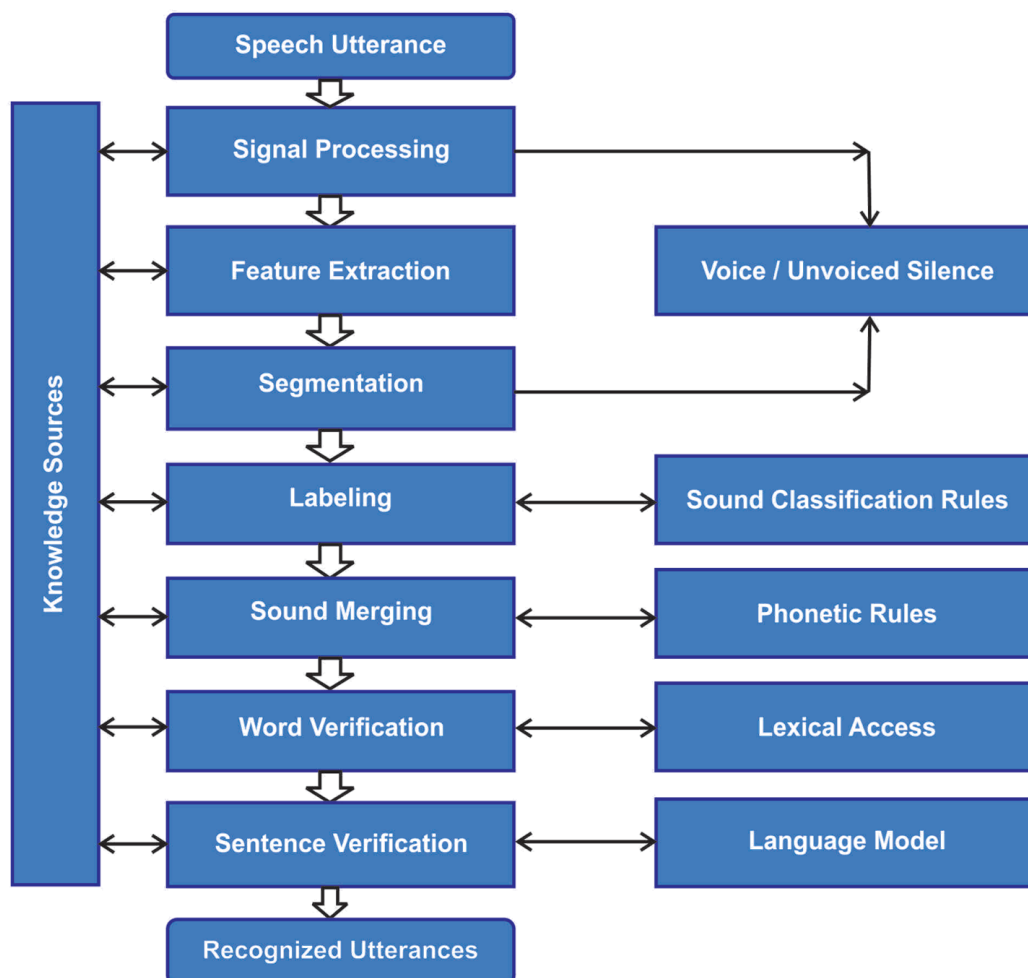 Speech Utterance
Signal Processing
Feature Extraction
Voice / Unvoiced Silence
Segmentation
Knowledge Sources
Labeling
Sound Classification Rules
Sound Merging
Phonetic Rules
Word Verification
Lexical Access
Sentence Verification
Language Model
Recognized Utterances